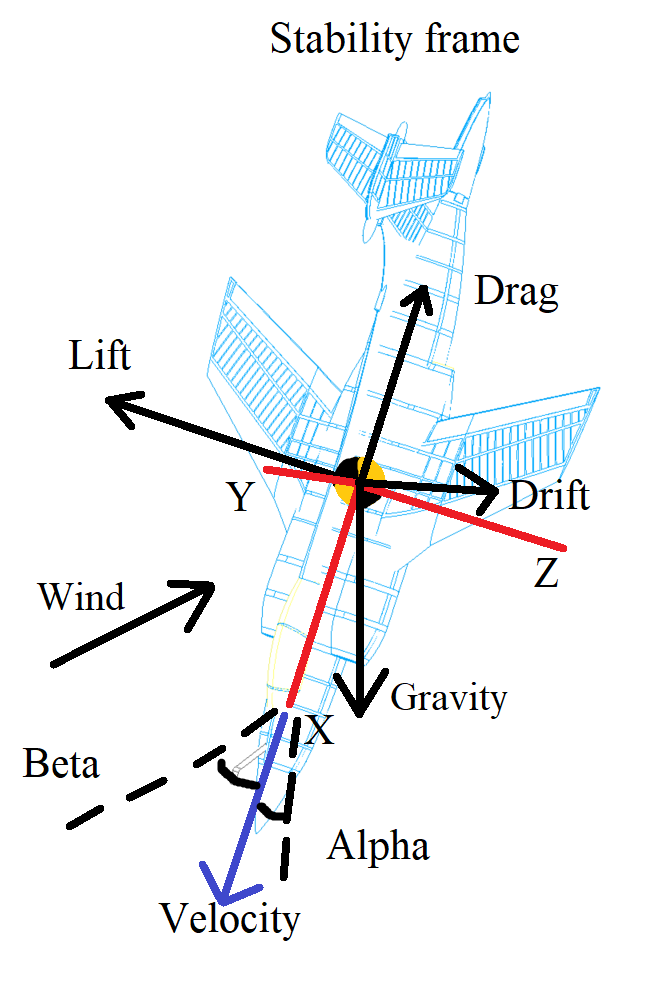 Stability frame
Drag
Lift
Y
Drift
Z
Wind
Gravity
X
Beta
Alpha
Velocity